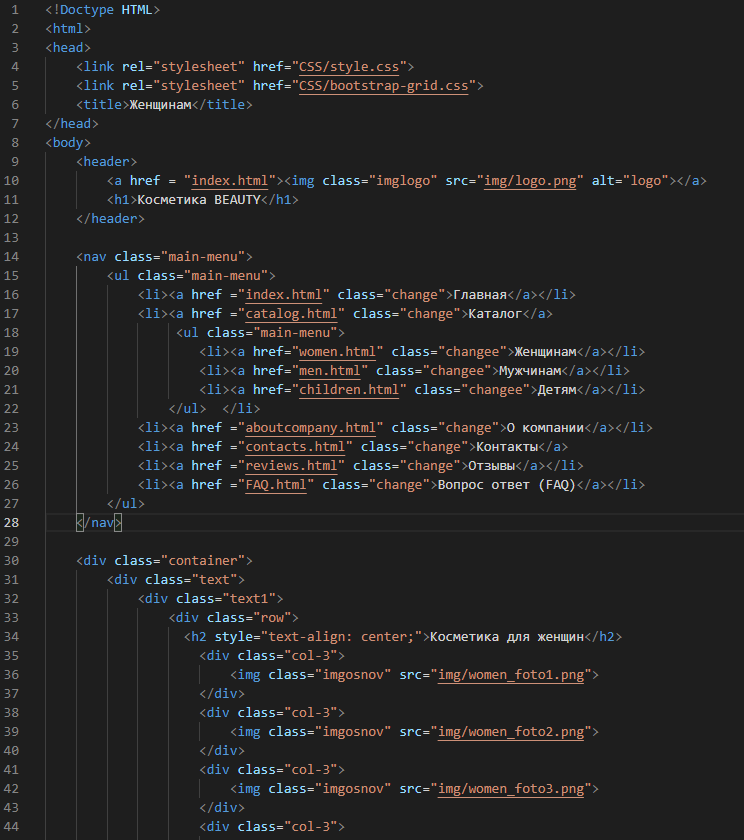 1 <!Doctype HTML>
2 <html>
3 <head>
4     <link rel="stylesheet" href="CSS/style.css">
5     <link rel="stylesheet" href="CSS/bootstrap-grid.css">
6     <title>Женщинам</title>
7 </head>
8 <body>
9     <header>
10         <a href = "index.html"><img class="imglogo" src="img/logo.png" alt="logo"></a>
11         <h1>Косметика BEAUTY</h1>
12     </header>
13
14     <nav class="main-menu">
15         <ul class="main-menu">
16             <li><a href ="index.html" class="change">Главная</a></li>
17             <li><a href ="catalog.html" class="change">Каталог</a>
18                  <ul class="main-menu">
19                     <li><a href="women.html" class="changee">Женщинам</a></li>
20                     <li><a href="men.html" class="changee">Мужчинам</a></li>
21                     <li><a href="children.html" class="changee">Детям</a></li>
22                 </ul>  </li>
23             <li><a href ="aboutcompany.html" class="change">О компании</a></li>
24             <li><a href ="contacts.html" class="change">Контакты</a>
25             <li><a href ="reviews.html" class="change">Отзывы</a></li>
26             <li><a href ="FAQ.html" class="change">Вопрос ответ (FAQ)</a></li>
27         </ul>
28     </nav>
29
30     <div class="container">
31         <div class="text">
32             <div class="text1">
33                 <div class="row">
34                   <h2 style="text-align: center;">Косметика для женщин</h2>
35                     <div class="col-3">
36                         <img class="imgosnov" src="img/women_foto1.png">
37                     </div>
38                     <div class="col-3">
39                         <img class="imgosnov" src="img/women_foto2.png">
40                     </div>
41                     <div class="col-3">
42                         <img class="imgosnov" src="img/women_foto3.png">
43                     </div>
44                     <div class="col-3">